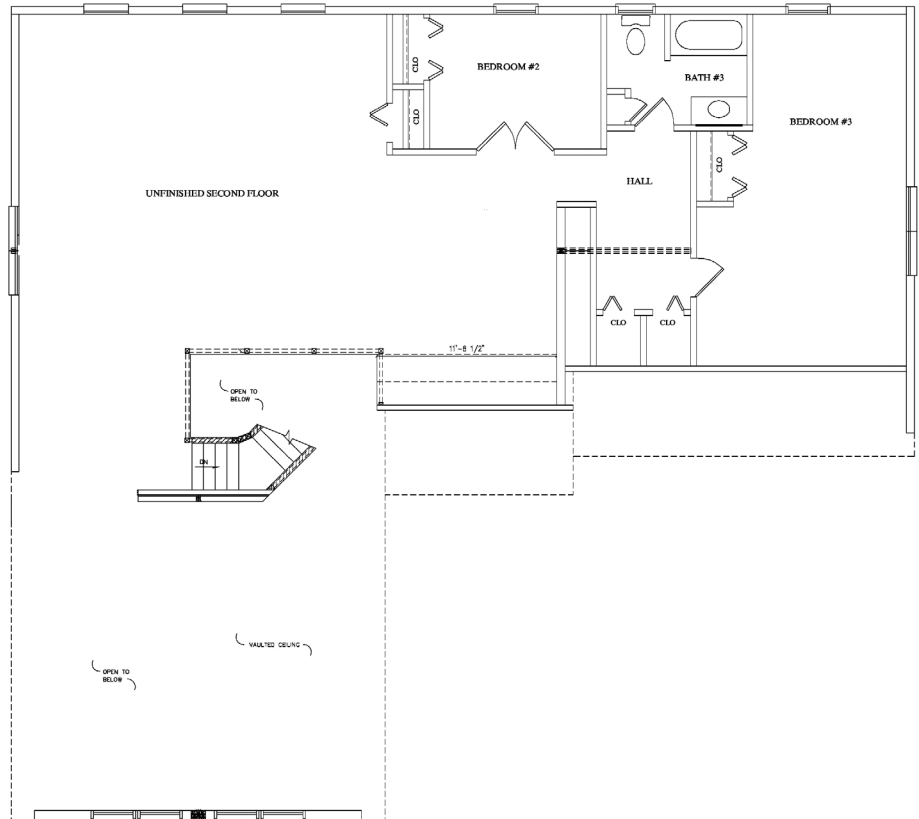 BEDROOM #2
CLO
BATH #3
CLO
BEDROOM #3
CLO
HALL
UNFINISHED SECOND FLOOR
CLO
CLO
11'-8 1/2"
OPEN TO
BELOW
DN
VAULTED CEILING
OPEN TO
BELOW